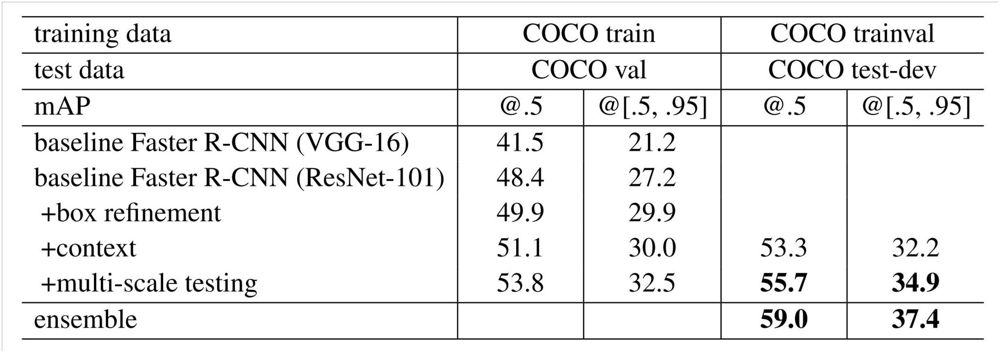 training data COCO train COCO trainval
test data COCO val COCO test-dev
mAP @.5 @[.5, .95] @.5 @[.5, .95]
baseline Faster R-CNN (VGG-16) 41.5 21.2
baseline Faster R-CNN (ResNet-101) 48.4 27.2
+box refinement 49.9 29.9
+context 51.1 30.0 53.3 32.2
+multi-scale testing 53.8 32.5 55.7 34.9
ensemble 59.0 37.4